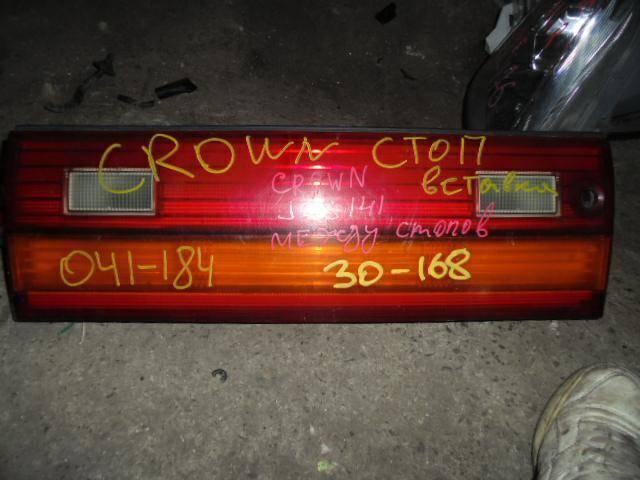 CROWN СТОП
вставка
CROWN
JZS141
между стопов
041-184
30-168